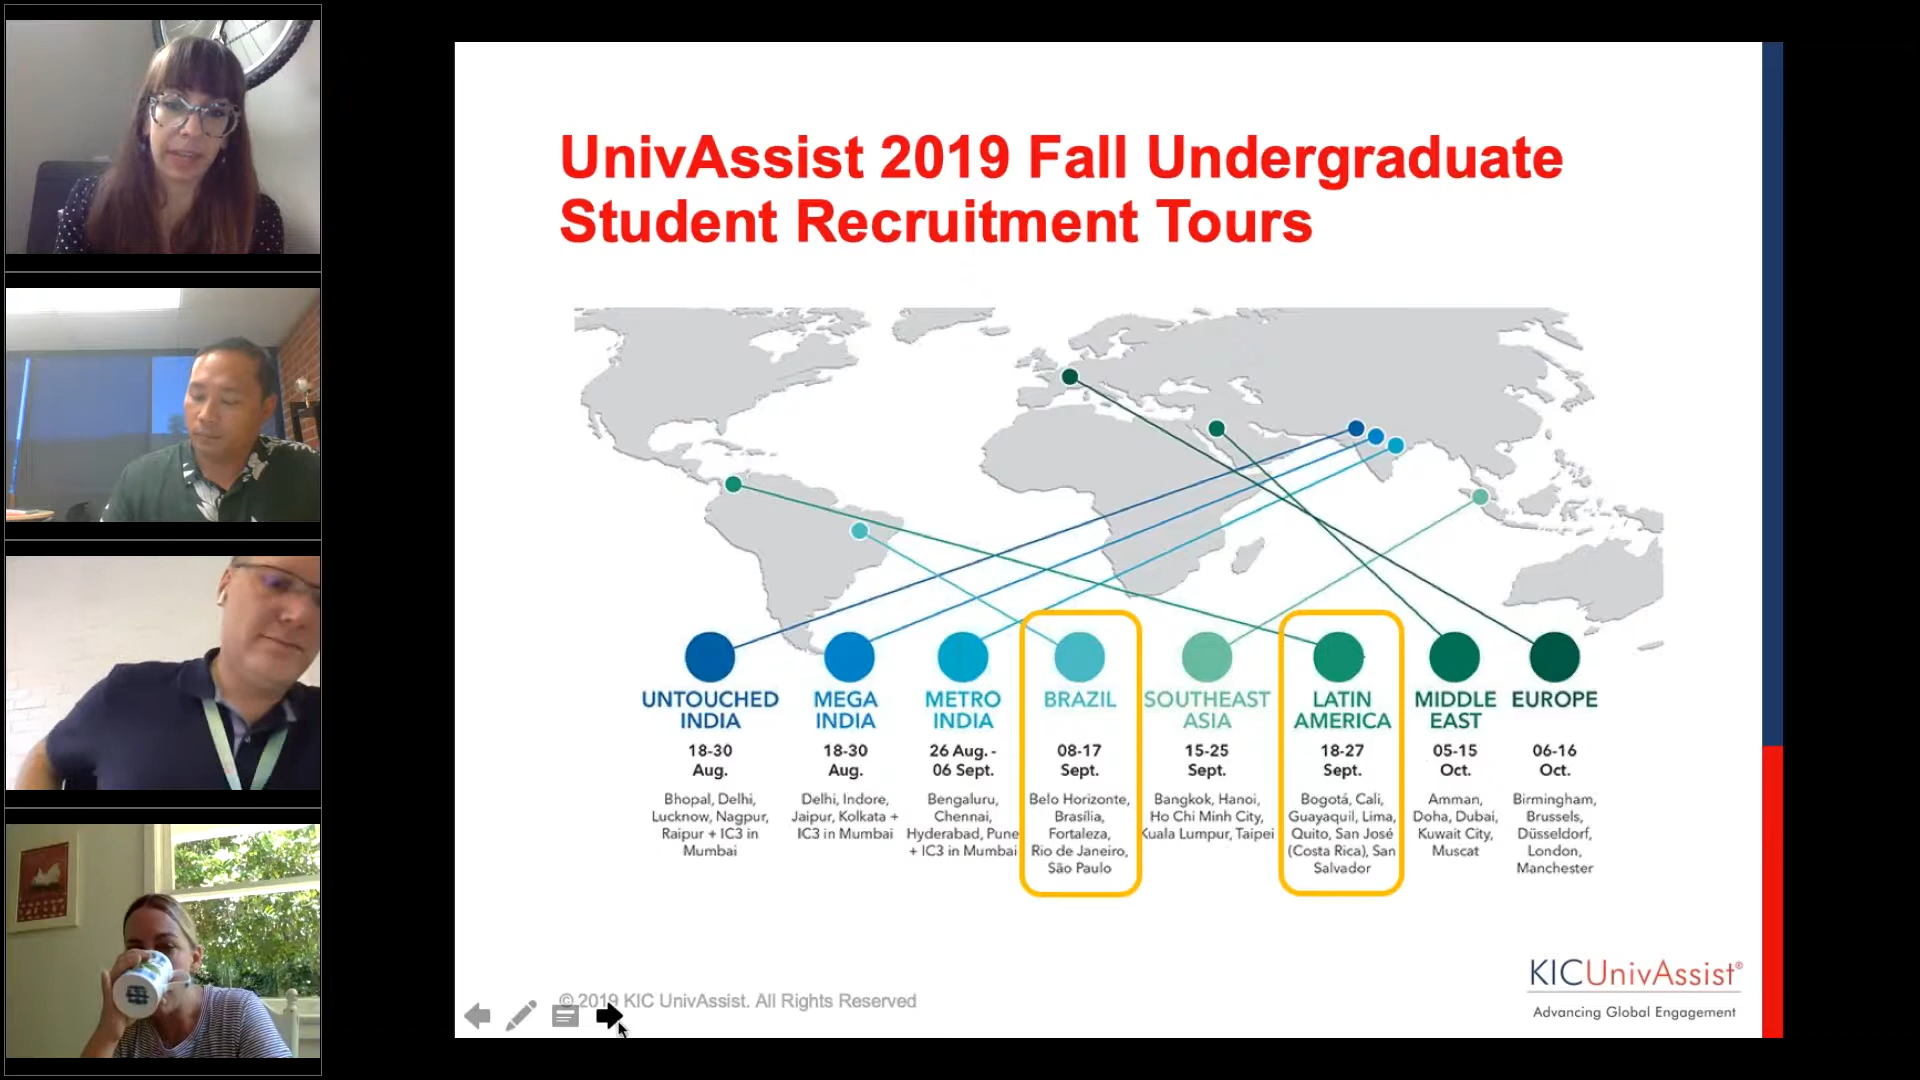 UnivAssist 2019 Fall Undergraduate
Student Recruitment Tours
UNTOUCHED
INDIA
18-30
Aug.
Bhopal, Delhi,
Lucknow, Nagpur,
Raipur + IC3 in
Mumbai
MEGA
INDIA
18-30
Aug.
Delhi, Indore,
Jaipur, Kolkata +
IC3 in Mumbai
METRO
INDIA
26 Aug. -
06 Sept.
Bengaluru,
Chennai,
Hyderabad, Pune
+ IC3 in Mumbai
BRAZIL
08-17
Sept.
Belo Horizonte,
Brasília,
Fortaleza,
Rio de Janeiro,
São Paulo
SOUTHEAST
ASIA
15-25
Sept.
Bangkok, Hanoi,
Ho Chi Minh City,
Kuala Lumpur, Taipei
LATIN
AMERICA
18-27
Sept.
Bogotá, Cali,
Guayaquil, Lima,
Quito, San José
(Costa Rica), San
Salvador
MIDDLE
EAST
05-15
Oct.
Amman,
Doha, Dubai,
Kuwait City,
Muscat
EUROPE
06-16
Oct.
Birmingham,
Brussels,
Düsseldorf,
London,
Manchester
© 2019 KIC UnivAssist. All Rights Reserved
KICUnivAssist®
Advancing Global Engagement